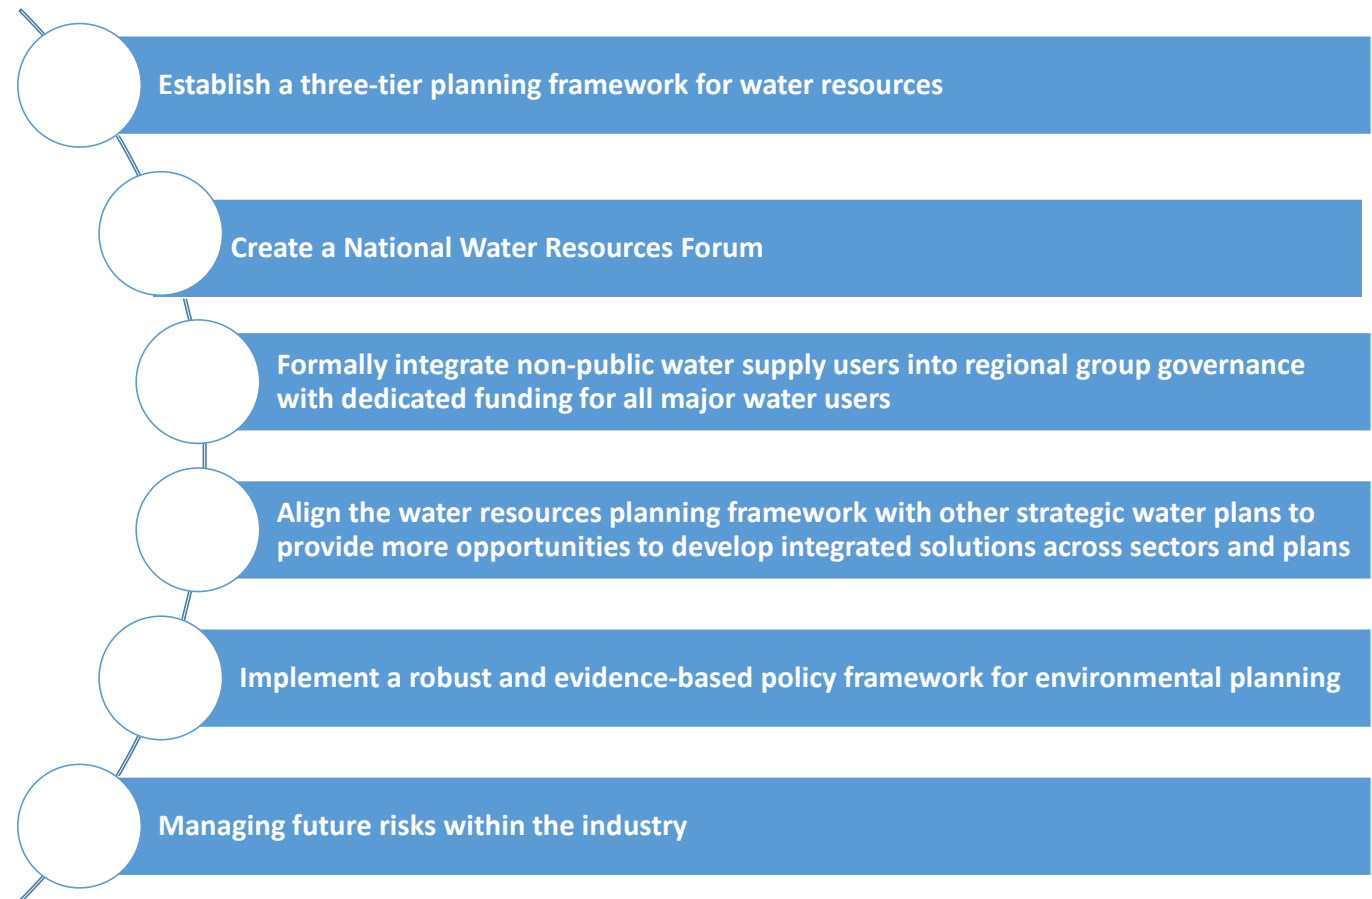 Establish a three-tier planning framework for water resources
Create a National Water Resources Forum
Formally integrate non-public water supply users into regional group governance
with dedicated funding for all major water users
Align the water resources planning framework with other strategic water plans to
provide more opportunities to develop integrated solutions across sectors and plans
Implement a robust and evidence-based policy framework for environmental planning
Managing future risks within the industry